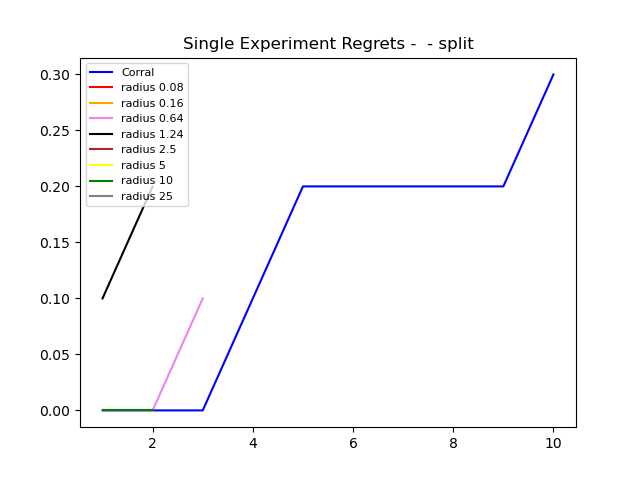 Single Experiment Regrets -  - split
Corral
radius 0.08
radius 0.16
radius 0.64
radius 1.24
radius 2.5
radius 5
radius 10
radius 25
0.30
0.25
0.20
0.15
0.10
0.05
0.00
2 4 6 8 10